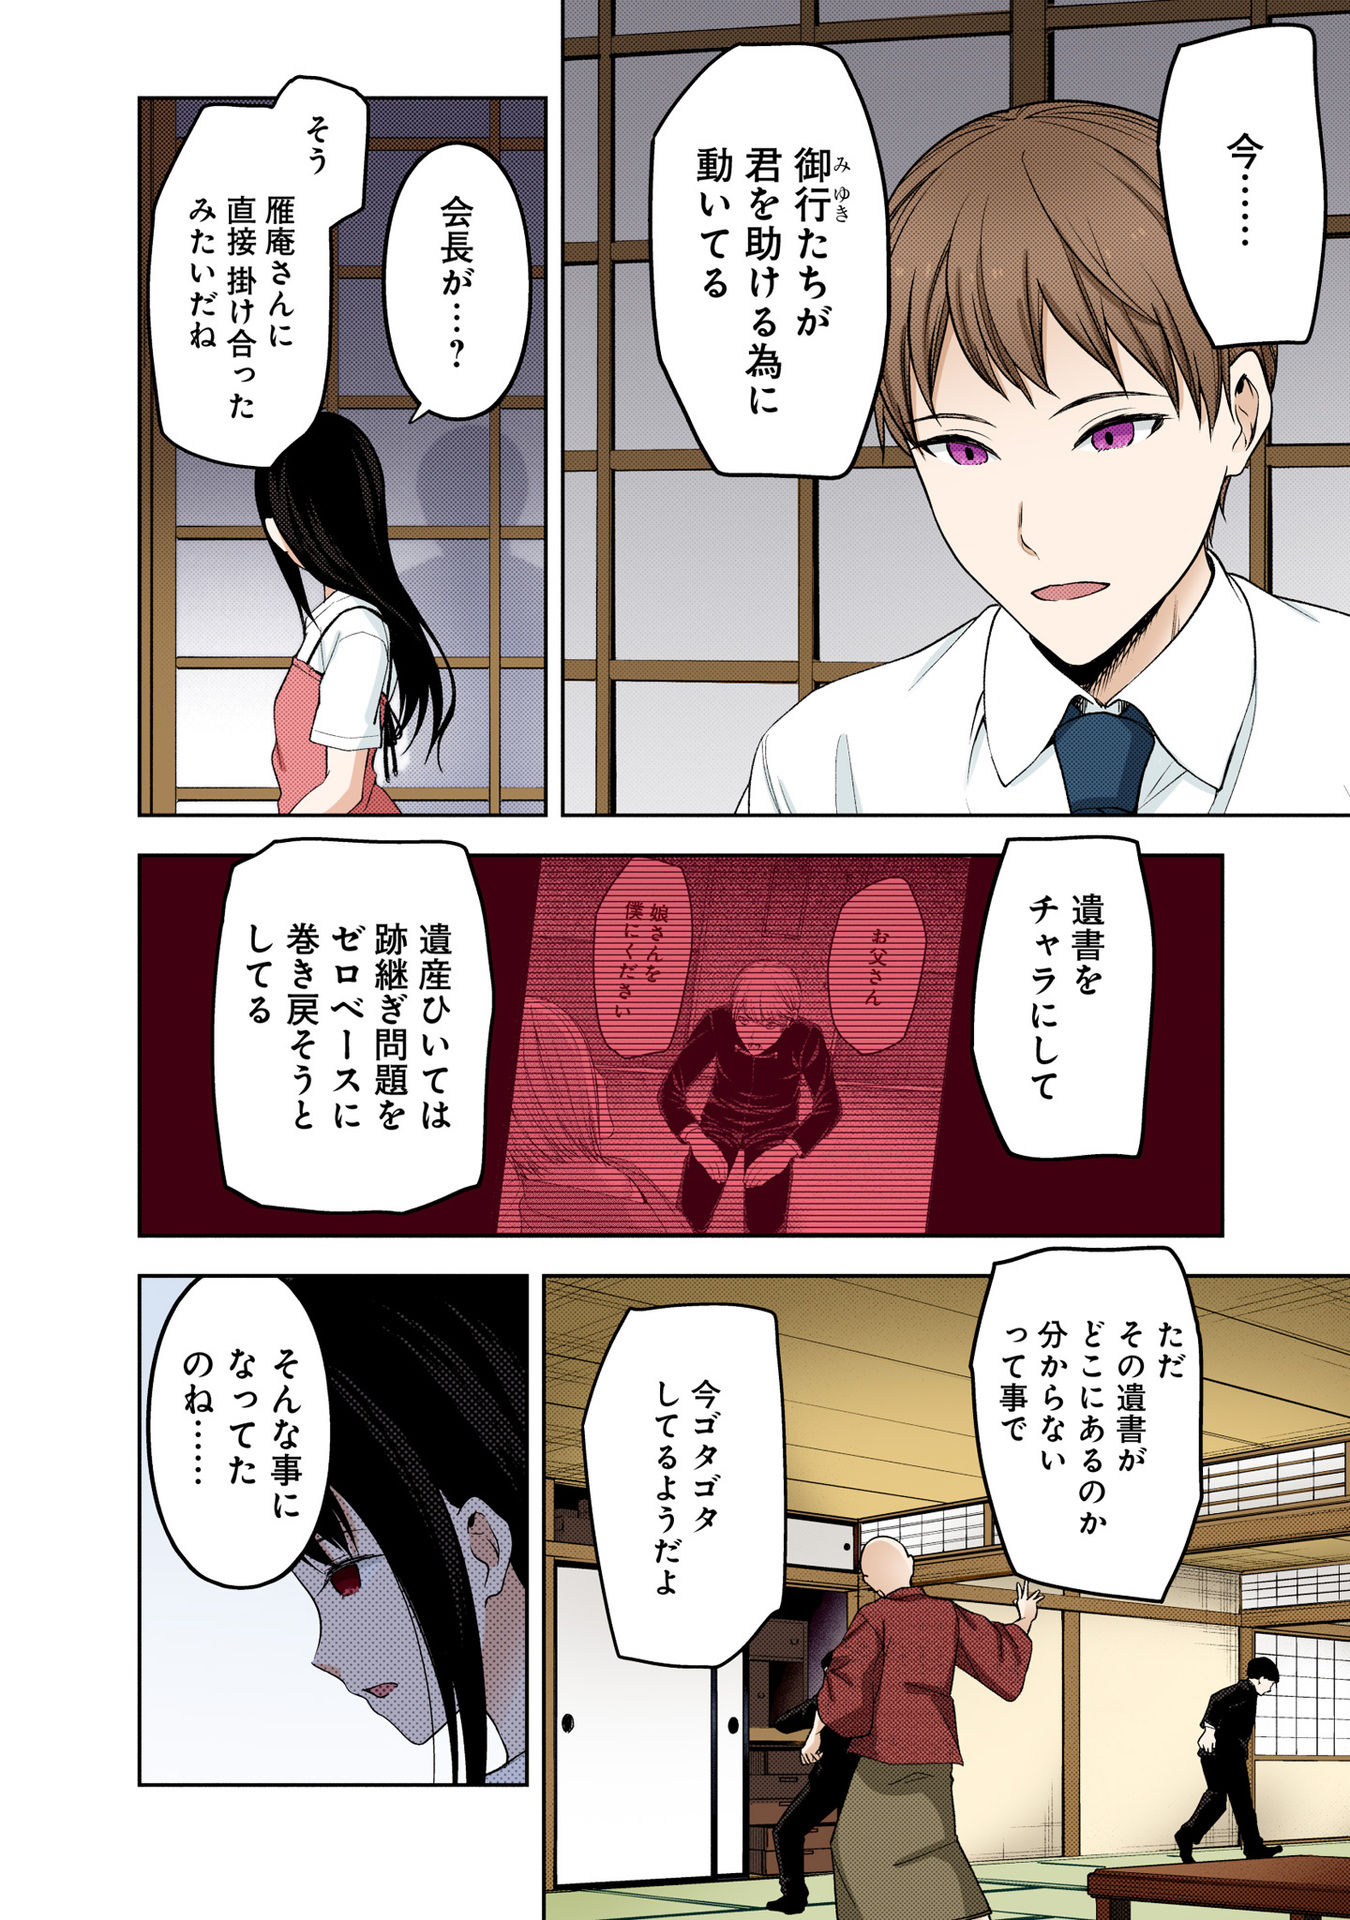 今……
御行たちが
みゆき
君を助ける為に
動いてる
会長が…？
そう
雁庵さんに
直接掛け合った
みたいだね
遺書を
チャラにして
お父さん
娘さんを
僕にください
遺産ひいては
跡継ぎ問題を
ゼロベースに
巻き戻そうと
してる
ただ
その遺書が
どこにあるのか
分からない
って事で
今ゴタゴタ
してるようだよ
そんな事に
なってた
のね……